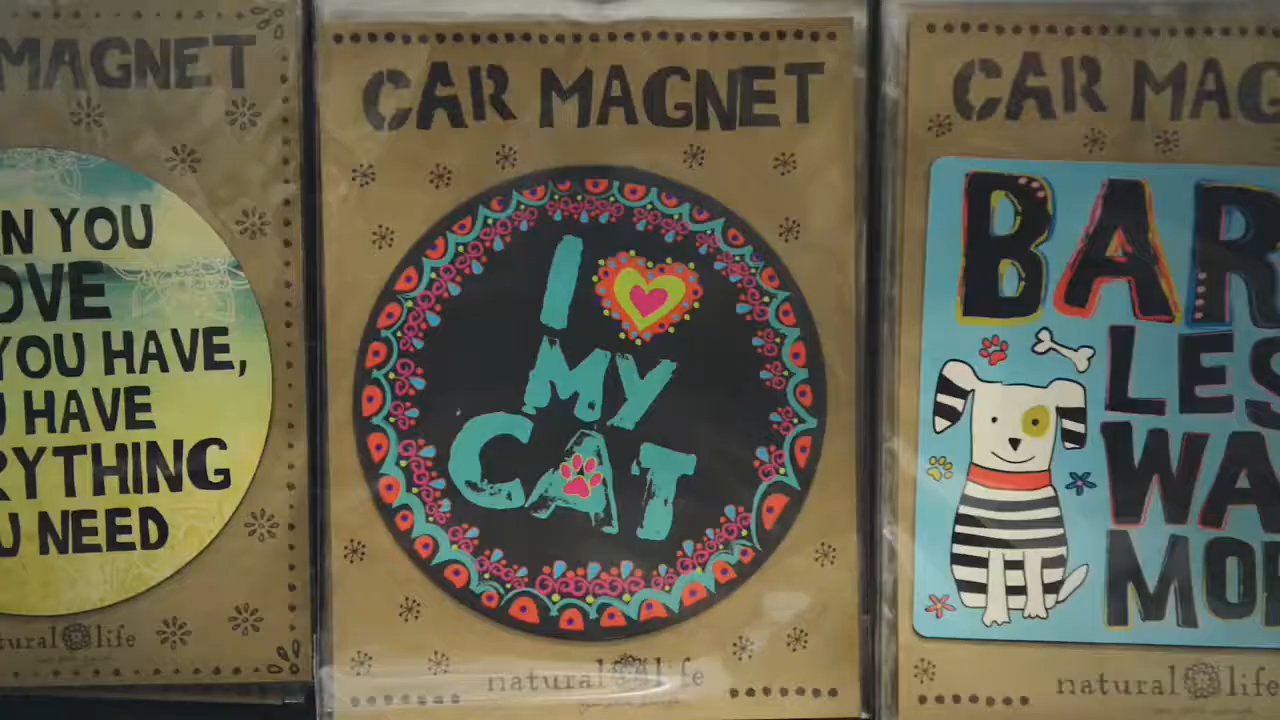 MAGNET
N YOU
OVE
YOU HAVE,
U HAVE
RYTHING
U NEED
tural life
CAR MAGNET
I
MY
CAT
natural life
CAR MAG
BAR
LES
WA
MO
natural life